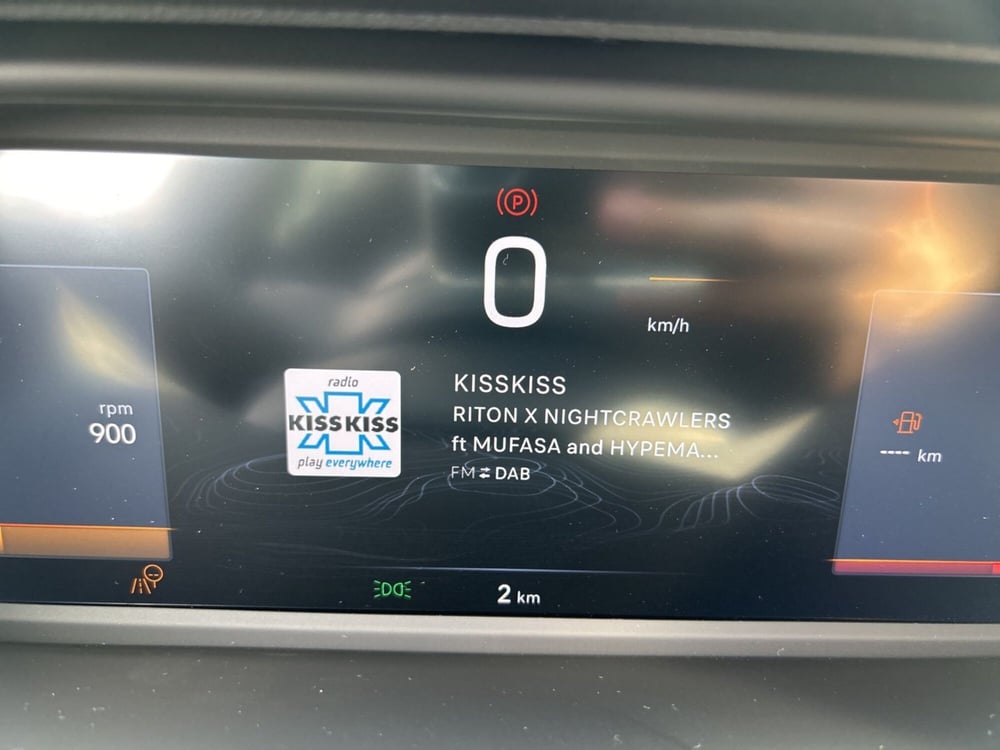 P
0
km/h
radio
KISSKISS
play everywhere
KISSKISS
RITON X NIGHTCRAWLERS
ft MUFASA and HYPEMA...
FM⇄DAB
rpm
900
---- km
2 km